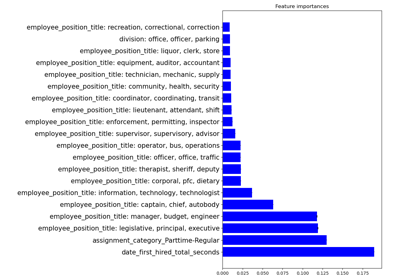 Feature importances
employee_position_title: recreation, correctional, correction
division: office, officer, parking
employee_position_title: liquor, clerk, store
employee_position_title: equipment, auditor, accountant
employee_position_title: technician, mechanic, supply
employee_position_title: community, health, security
employee_position_title: coordinator, coordinating, transit
employee_position_title: lieutenant, attendant, shift
employee_position_title: enforcement, permitting, inspector
employee_position_title: supervisor, supervisory, advisor
employee_position_title: operator, bus, operations
employee_position_title: officer, office, traffic
employee_position_title: therapist, sheriff, deputy
employee_position_title: corporal, pfc, dietary
employee_position_title: information, technology, technologist
employee_position_title: captain, chief, autobody
employee_position_title: manager, budget, engineer
employee_position_title: legislative, principal, executive
assignment_category_Parttime-Regular
date_first_hired_total_seconds
0.000 0.025 0.050 0.075 0.100 0.125 0.150 0.175